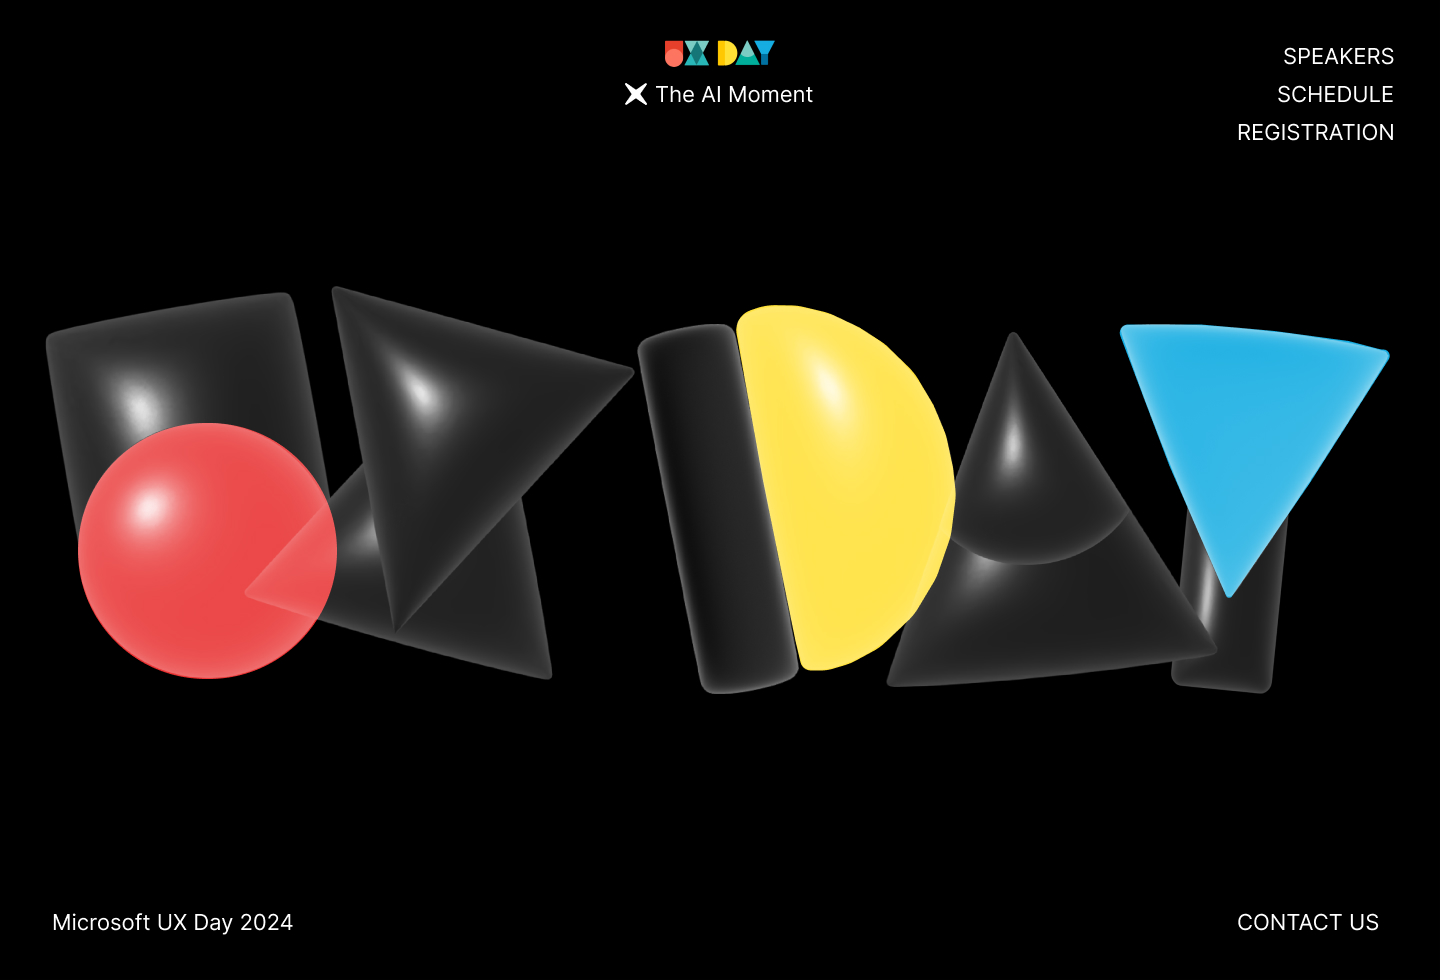 UX DAY
The AI Moment
SPEAKERS
SCHEDULE
REGISTRATION
UX DAY
Microsoft UX Day 2024
CONTACT US